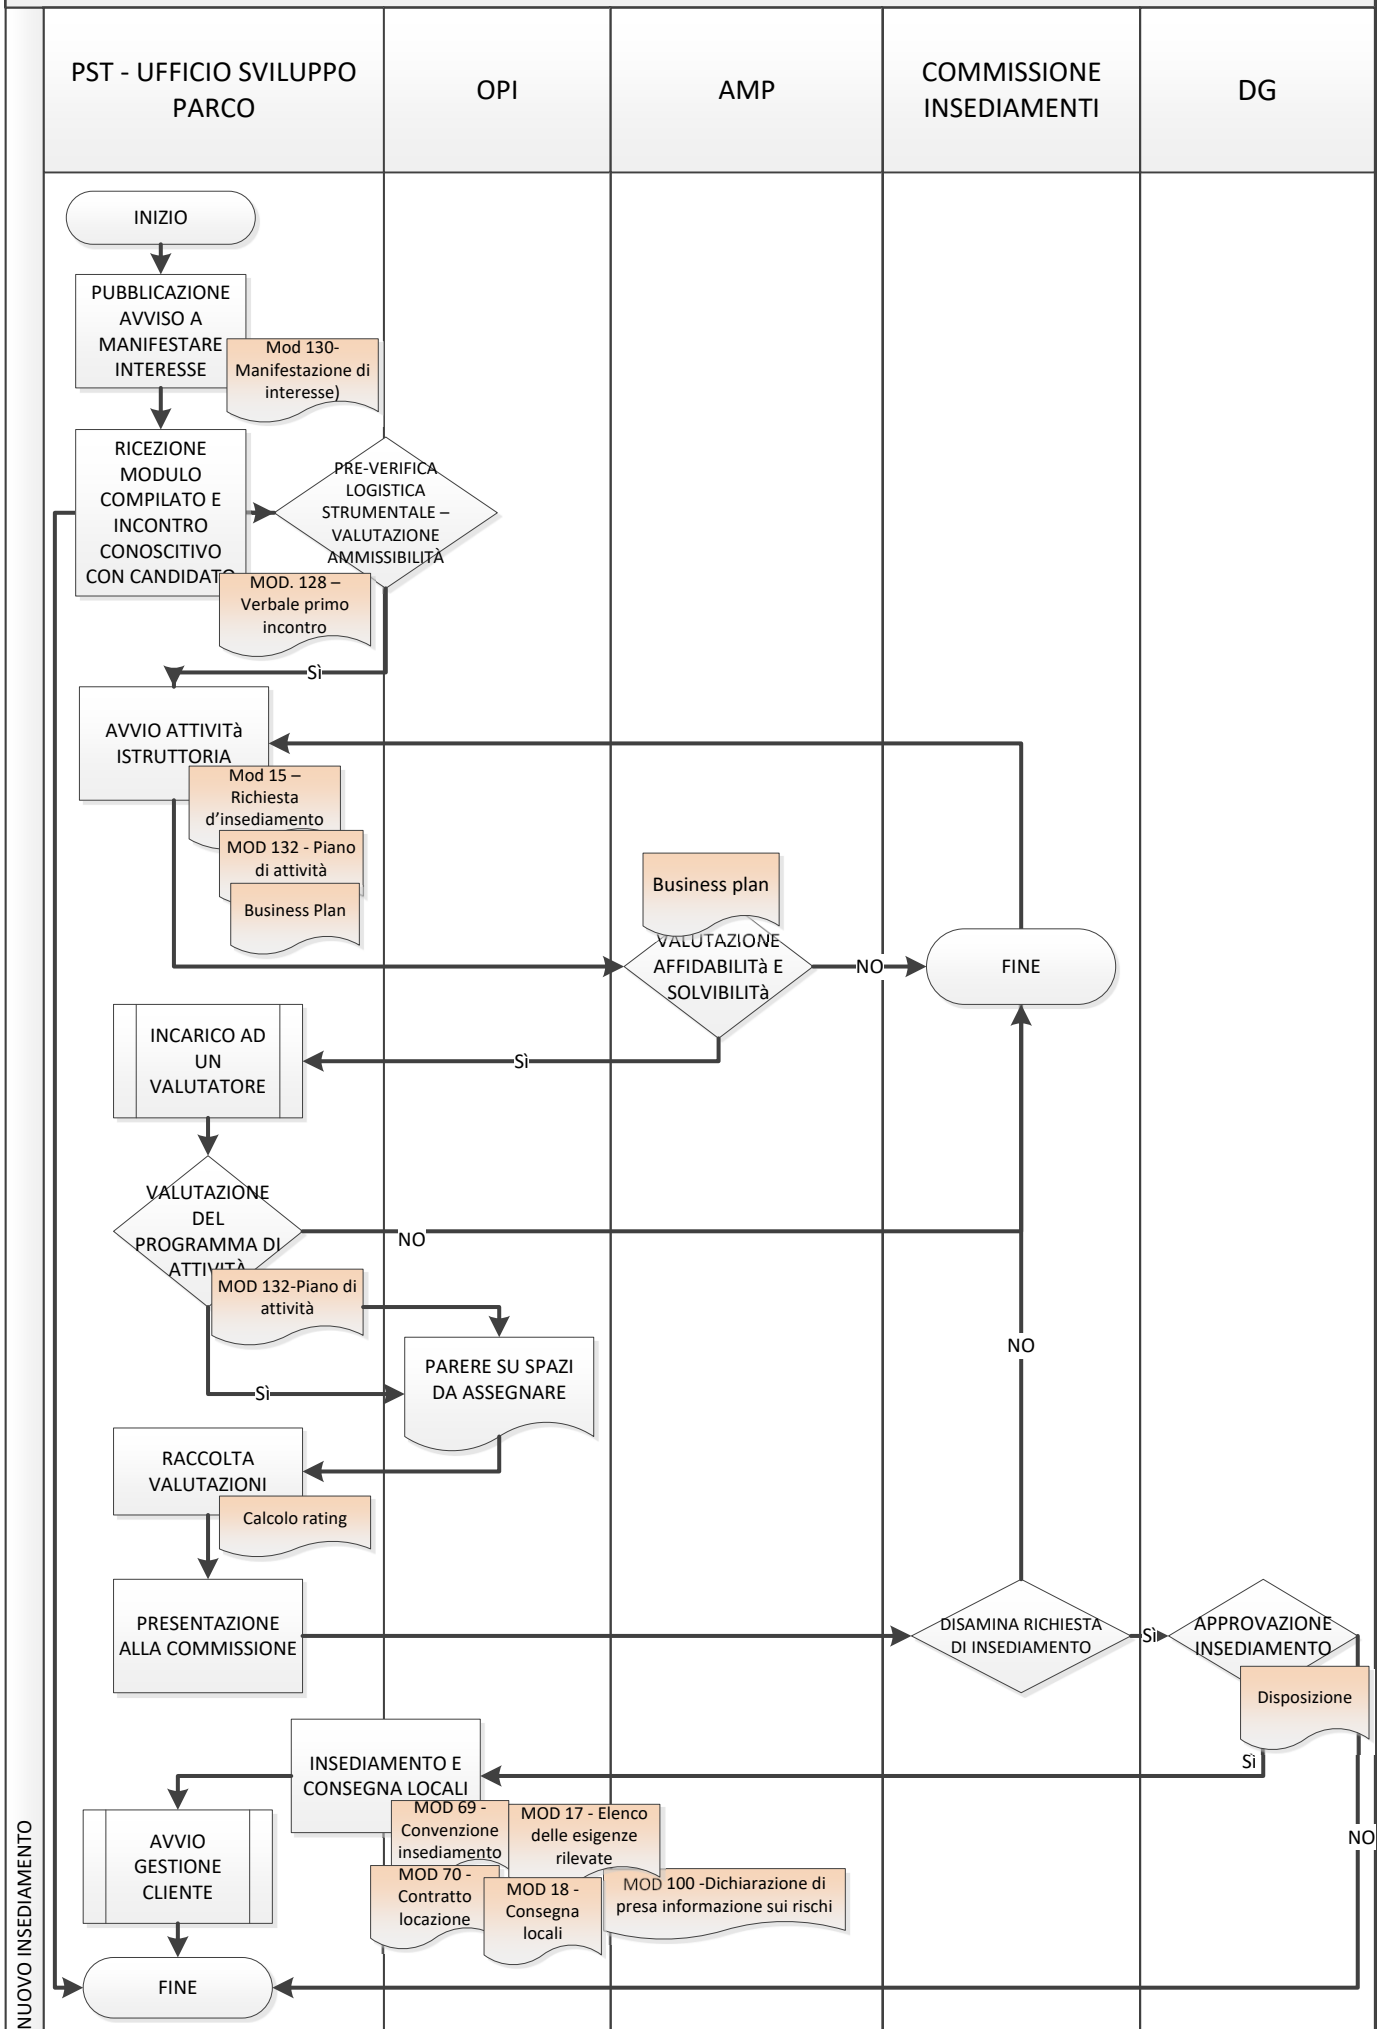 PST - UFFICIO SVILUPPO
PARCO
OPI
AMP
COMMISSIONE
INSEDIAMENTI
DG
INIZIO
PUBBLICAZIONE
AVVISO A
MANIFESTARE
INTERESSE
Mod 130-
Manifestazione di
interesse)
RICEZIONE
MODULO
COMPILATO E
INCONTRO
CONOSCITIVO
CON CANDIDATO
PRE-VERIFICA
LOGISTICA
STRUMENTALE –
VALUTAZIONE
AMMISSIBILITÀ
MOD. 128 –
Verbale primo
incontro
Sì
AVVIO ATTIVITà
ISTRUTTORIA
Mod 15 –
Richiesta
d’insediamento
MOD 132 - Piano
di attività
Business Plan
Business plan
VALUTAZIONE
AFFIDABILITà E
SOLVIBILITà
NO
FINE
INCARICO AD
UN
VALUTATORE
Sì
VALUTAZIONE
DEL
PROGRAMMA DI
ATTIVITÀ
NO
MOD 132-Piano di
attività
PARERE SU SPAZI
DA ASSEGNARE
Sì
NO
RACCOLTA
VALUTAZIONI
Calcolo rating
PRESENTAZIONE
ALLA COMMISSIONE
DISAMINA RICHIESTA
DI INSEDIAMENTO
Sì
APPROVAZIONE
INSEDIAMENTO
Disposizione
Sì
INSEDIAMENTO E
CONSEGNA LOCALI
MOD 69 -
Convenzione
insediamento
MOD 17 - Elenco
delle esigenze
rilevate
MOD 70 -
Contratto
locazione
MOD 18 -
Consegna
locali
MOD 100 -Dichiarazione di
presa informazione sui rischi
NO
AVVIO
GESTIONE
CLIENTE
FINE
NUOVO INSEDIAMENTO